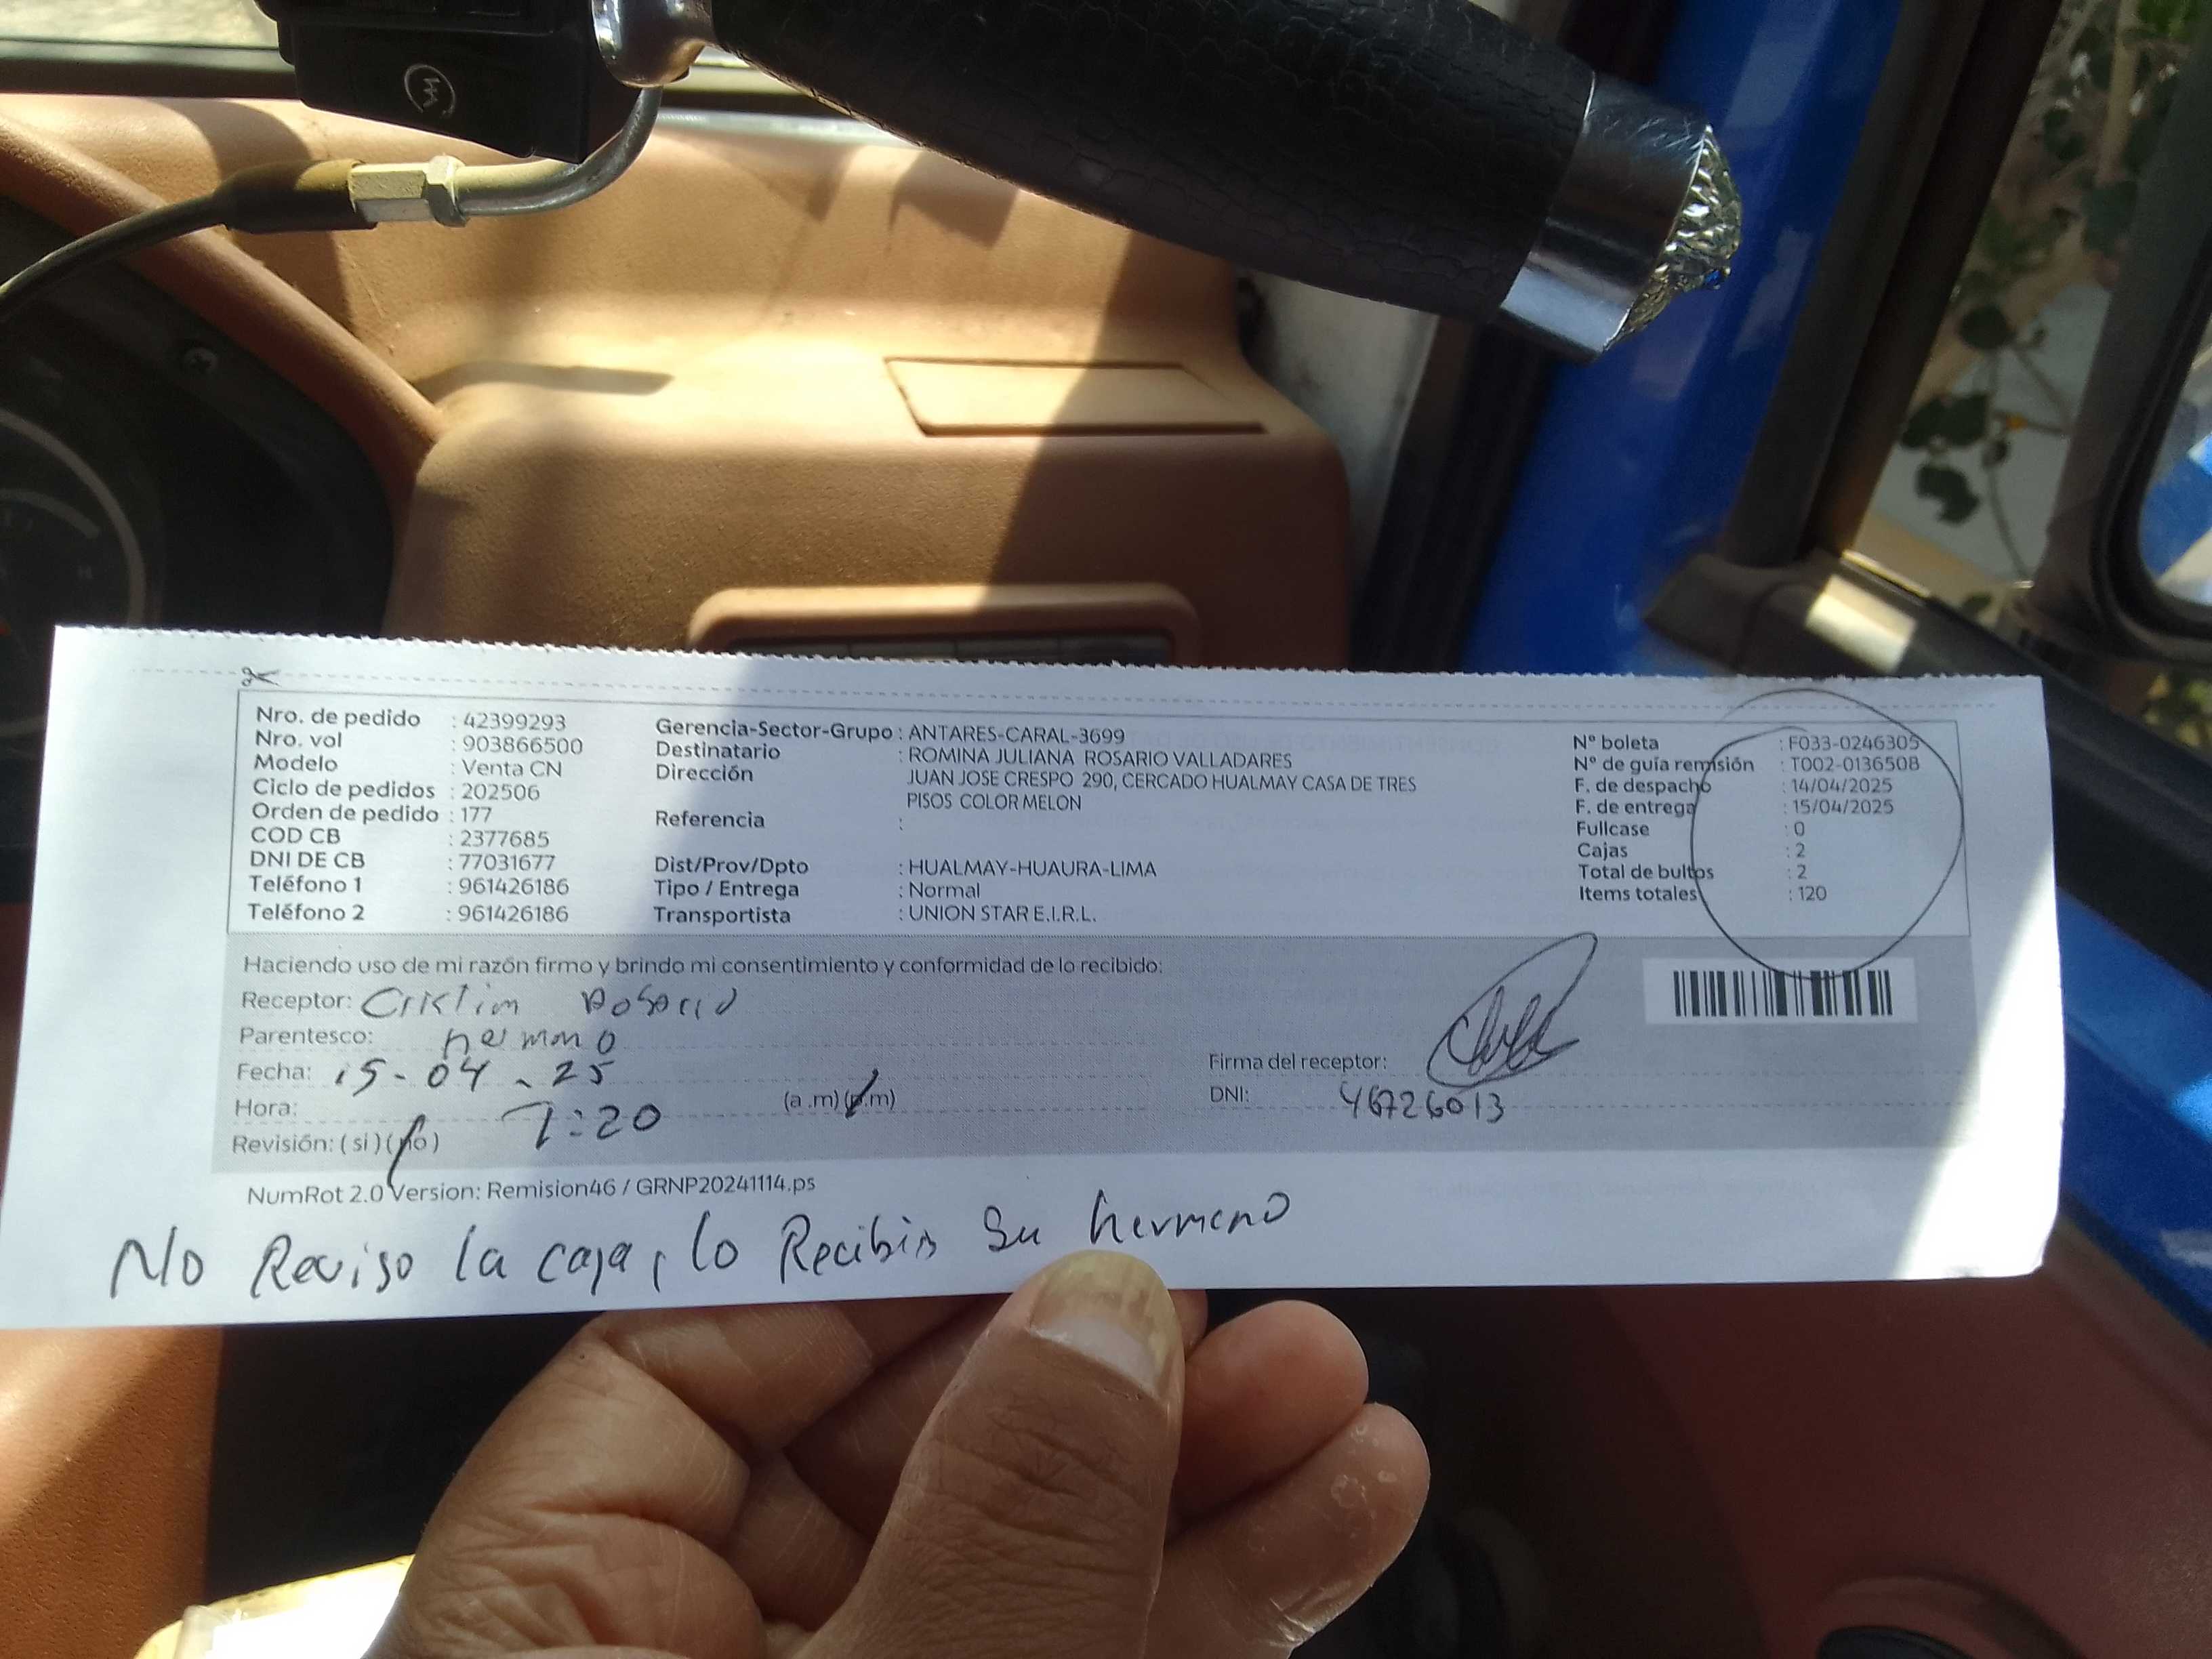 Nro. de pedido : 42399293
Nro. vol : 903866500
Modelo : Venta CN
Ciclo de pedidos : 202506
Orden de pedido : 177
COD CB : 2377685
DNI DE CB : 77031677
Teléfono 1 : 961426186
Teléfono 2 : 961426186
Gerencia-Sector-Grupo : ANTARES-CARAL-3699
Destinatario : ROMINA JULIANA ROSARIO VALLADARES
Dirección JUAN JOSE CRESPO 290, CERCADO HUALMAY CASA DE TRES
PISOS COLOR MELON
Referencia :
Dist/Prov/Dpto : HUALMAY-HUAURA-LIMA
Tipo / Entrega : Normal
Transportista : UNION STAR E.I.R.L.
Nº boleta : F033-0246305
Nº de guía remisión : T002-0136508
F. de despacho : 14/04/2025
F. de entrega : 15/04/2025
Fullcase : 0
Cajas : 2
Total de bultos : 2
Items totales : 120
Haciendo uso de mi razón firmo y brindo mi consentimiento y conformidad de lo recibido:
Receptor: Cristim Rosario
Parentesco: hermano
Fecha: 15-04-25
Hora: 1:20 (a .m) (p.m)
Revisión: ( si ) ( no )
Firma del receptor:
DNI: 46726013
NumRot 2.0 Version: Remision46 / GRNP20241114.ps
No Reviso la caja, lo Recibio Su hermano